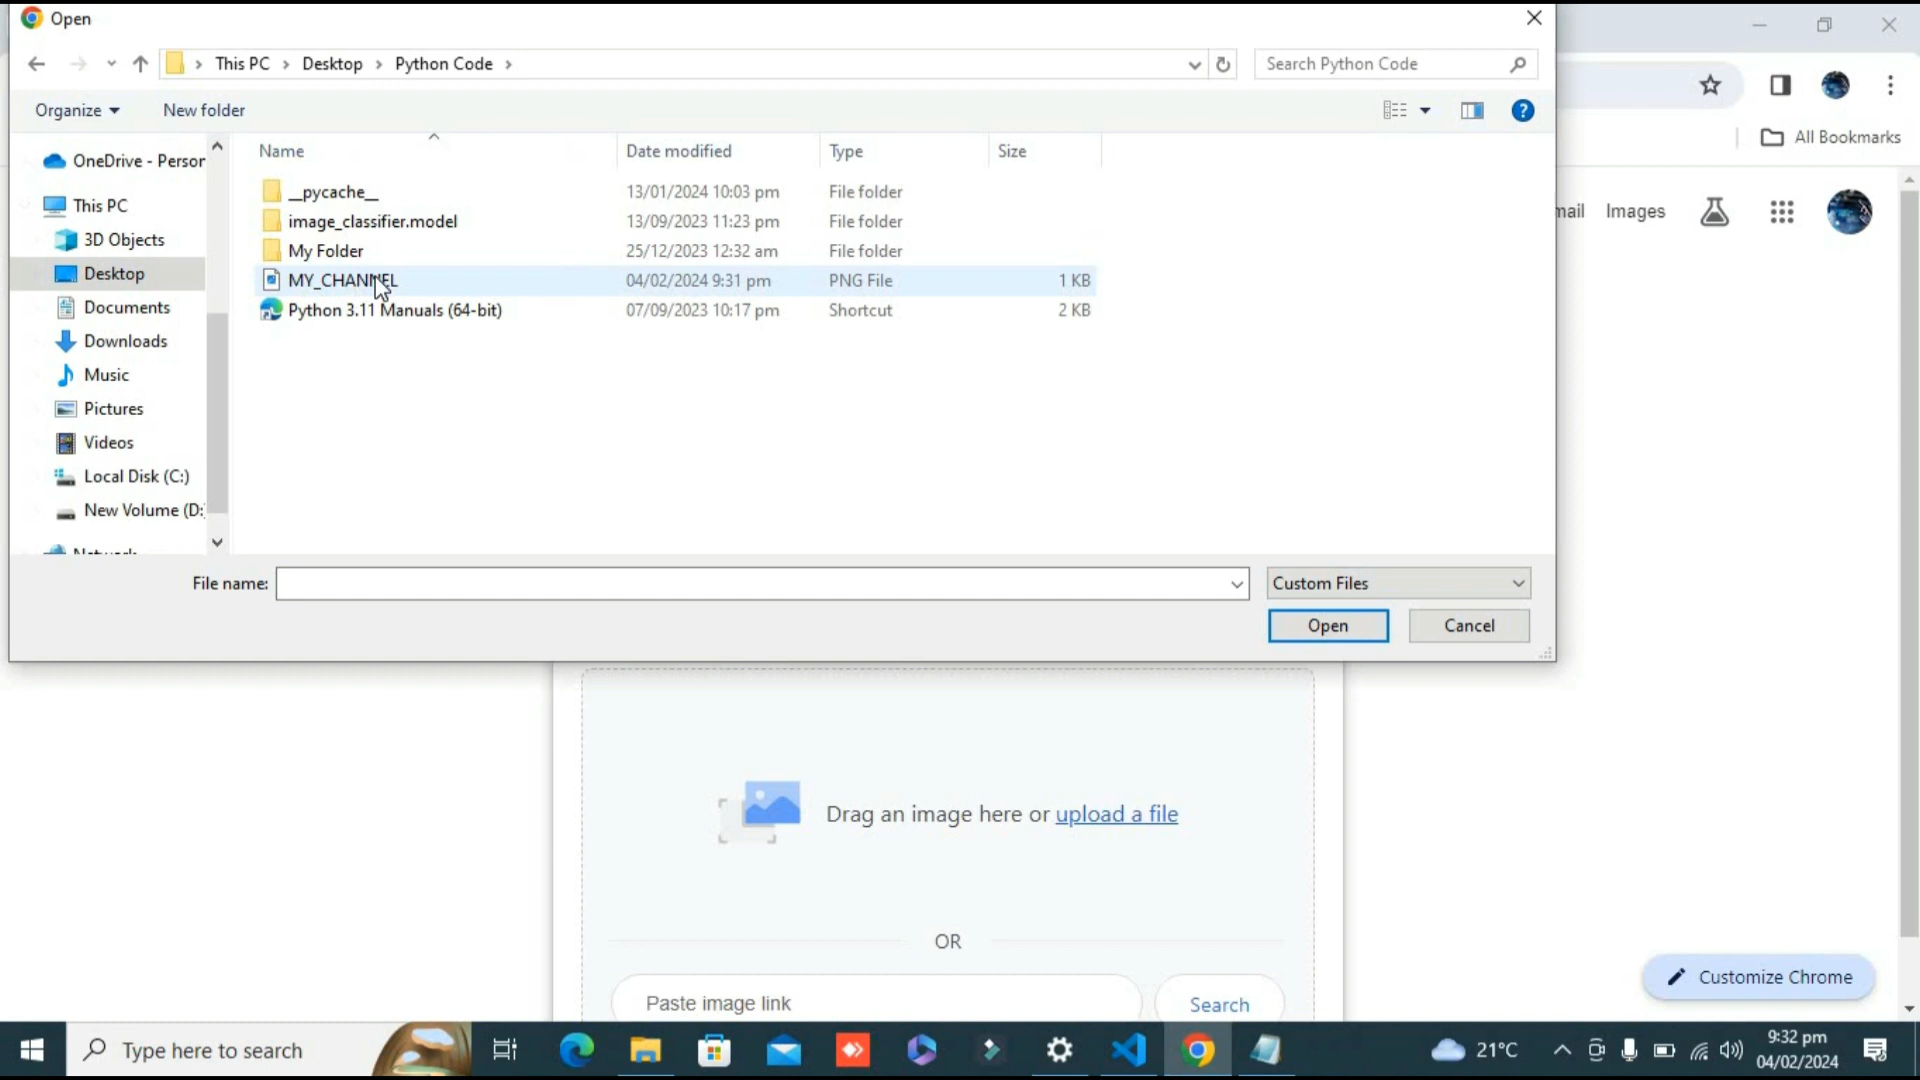 Open
This PC
Desktop
Python Code
Search Python Code
Organize
New folder
All Bookmarks
Name
Date modified
Type
Size
OneDrive - Person
This PC
3D Objects
Desktop
Documents
Downloads
Music
Pictures
Videos
Local Disk (C:)
New Volume (D:
Network
__pycache__ 13/01/2024 10:03 pm File folder
image_classifier.model 13/09/2023 11:23 pm File folder
My Folder 25/12/2023 12:32 am File folder
MY_CHANNEL 04/02/2024 9:31 pm PNG File 1 KB
Python 3.11 Manuals (64-bit) 07/09/2023 10:17 pm Shortcut 2 KB
mail Images
File name:
Custom Files
Open
Cancel
Drag an image here or upload a file
OR
Paste image link
Search
Customize Chrome
Type here to search
21°C
9:32 pm
04/02/2024